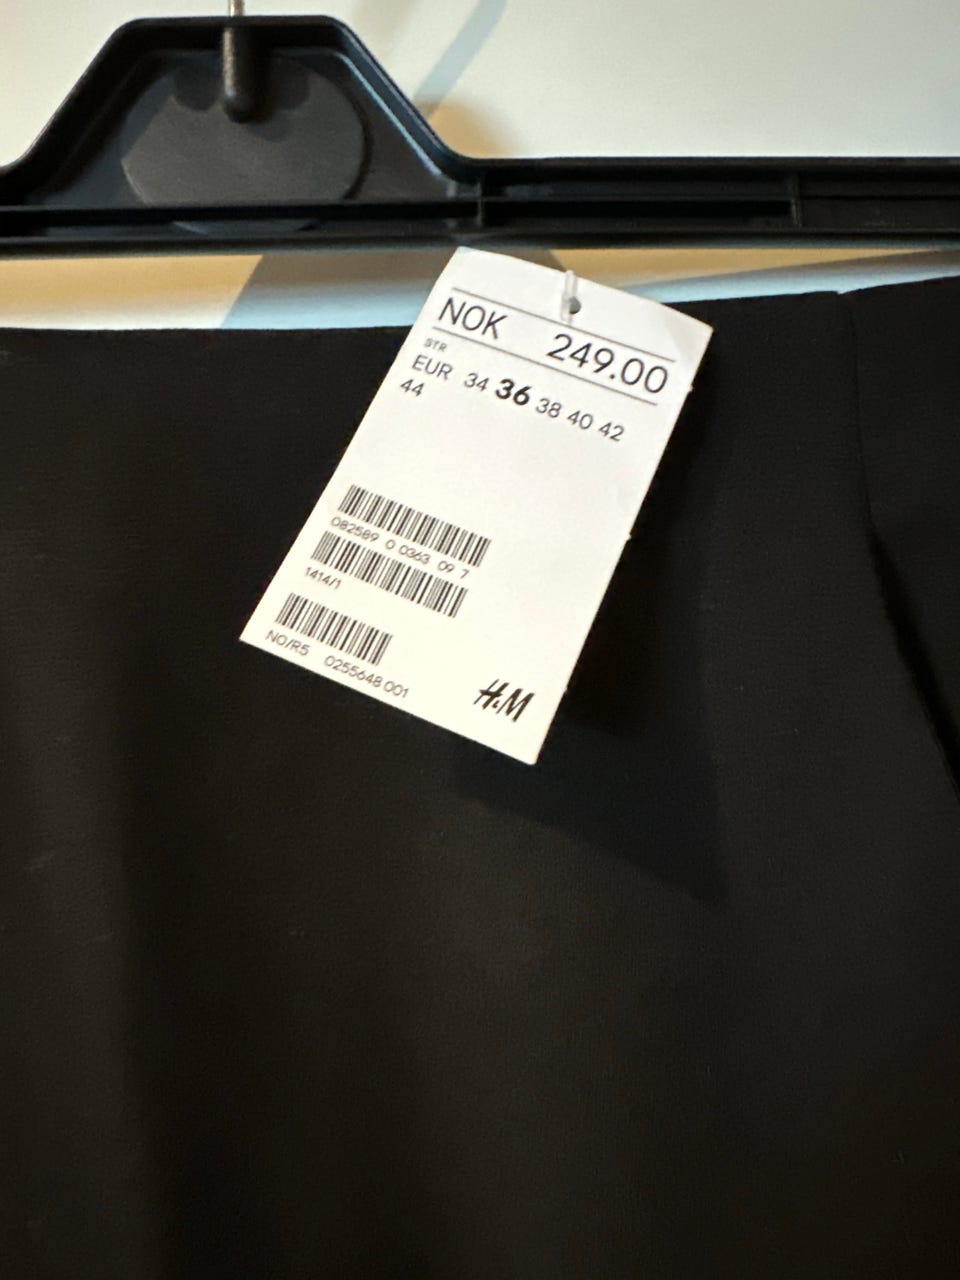 NOK 249.00
STR
EUR 34 36 38 40 42
44
082589 0 0363 09 7
1414/1
NO/R5 0255648 001
H&M